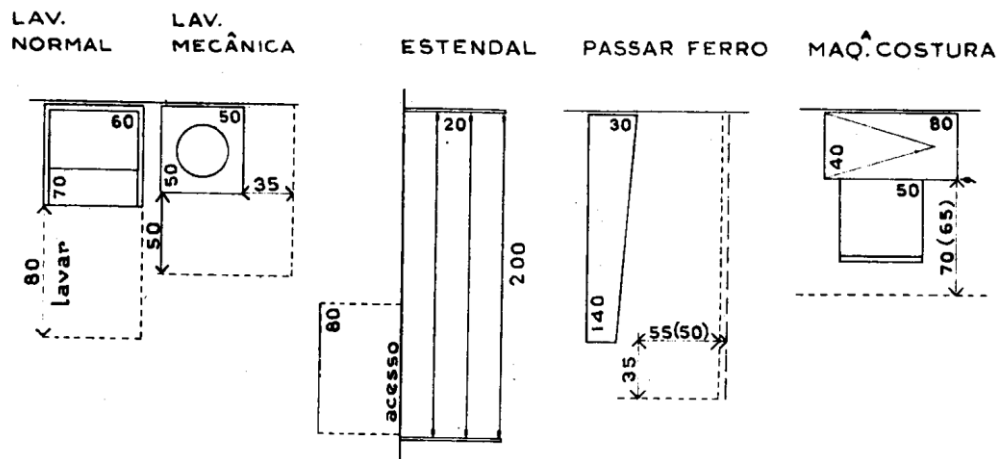 LAV.
NORMAL
LAV.
MECÂNICA
ESTENDAL
PASSAR FERRO
MAQ.ᴬ COSTURA
60
70
80
lavar
50
50
35
50
20
200
80
acesso
30
140
55(50)
35
80
40
50
70(65)